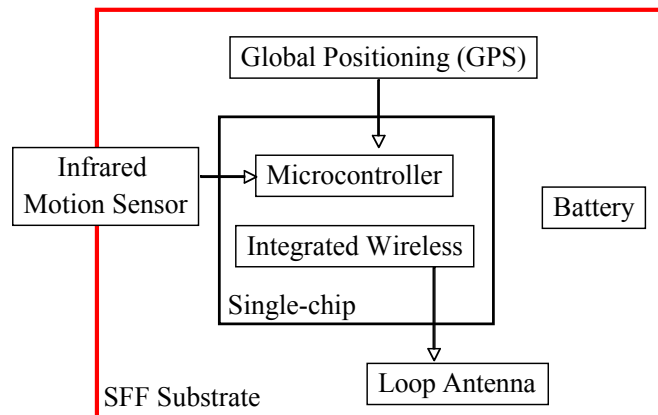 Global Positioning (GPS)
Infrared
Motion Sensor
Microcontroller
Battery
Integrated Wireless
Single-chip
Loop Antenna
SFF Substrate